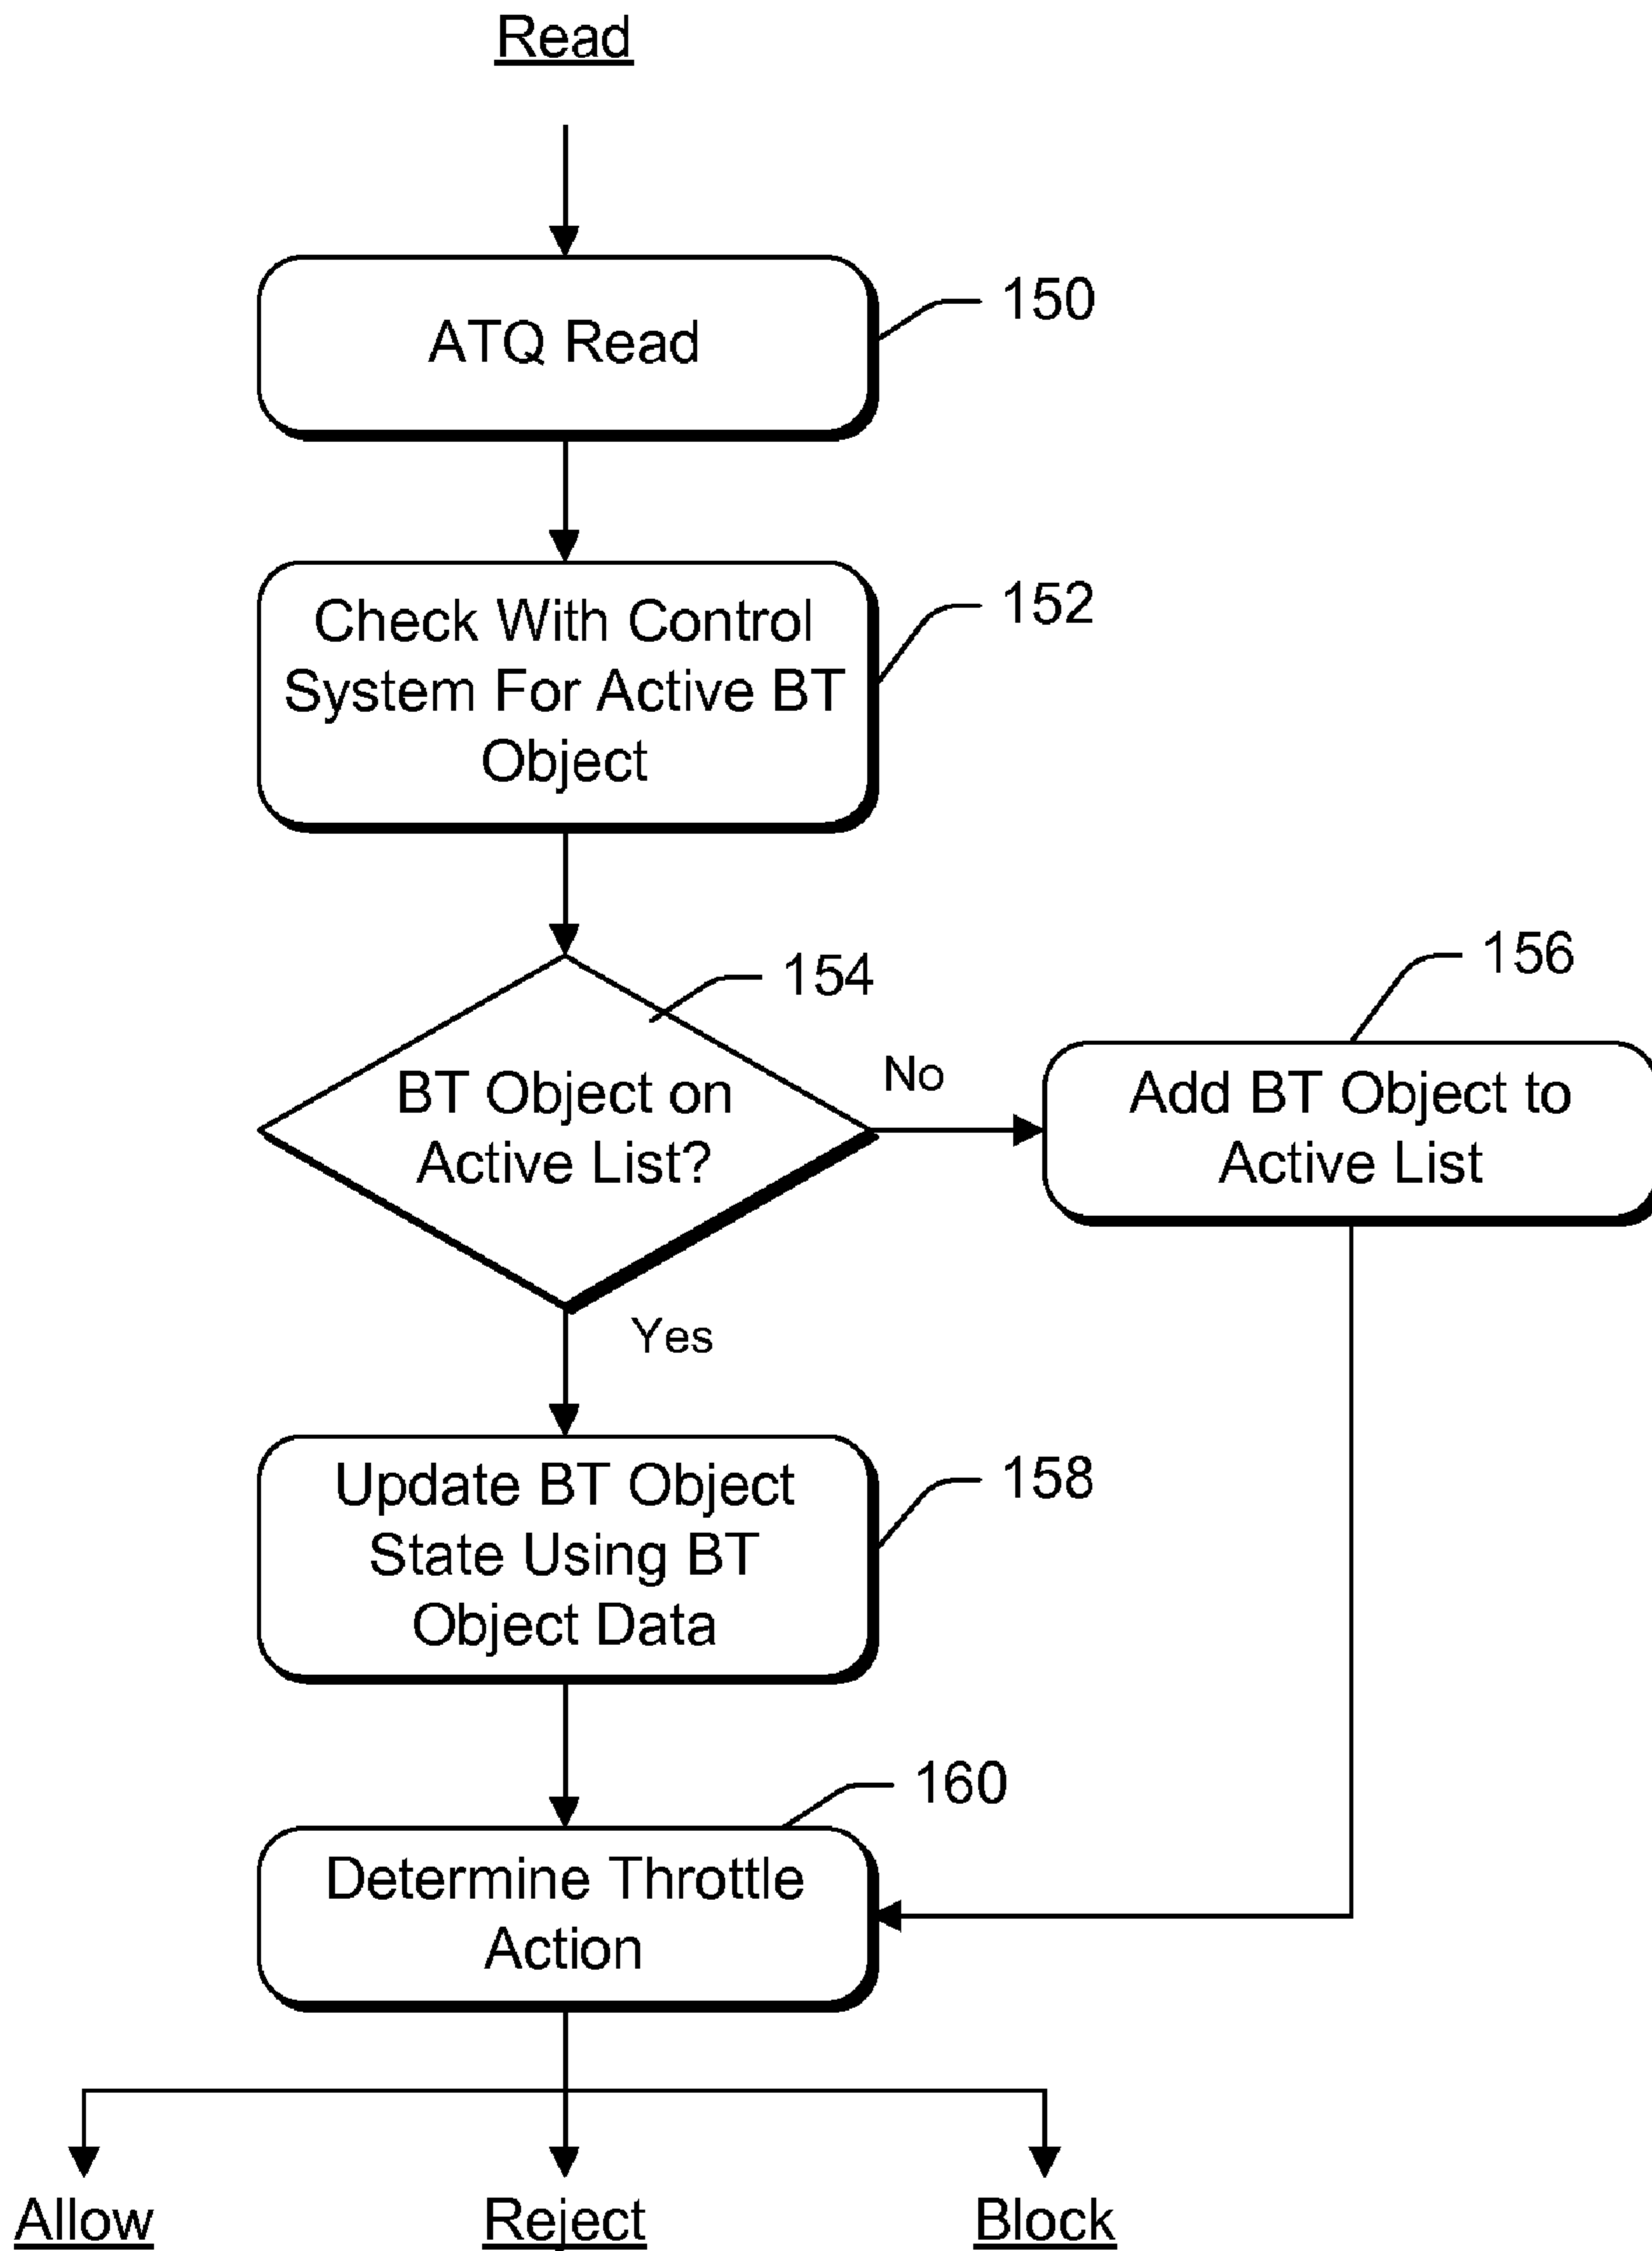 Read
ATQ Read
150
Check With Control
System For Active BT
Object
152
154
BT Object on
Active List?
No
156
Add BT Object to
Active List
Yes
Update BT Object
State Using BT
Object Data
158
160
Determine Throttle
Action
Allow
Reject
Block